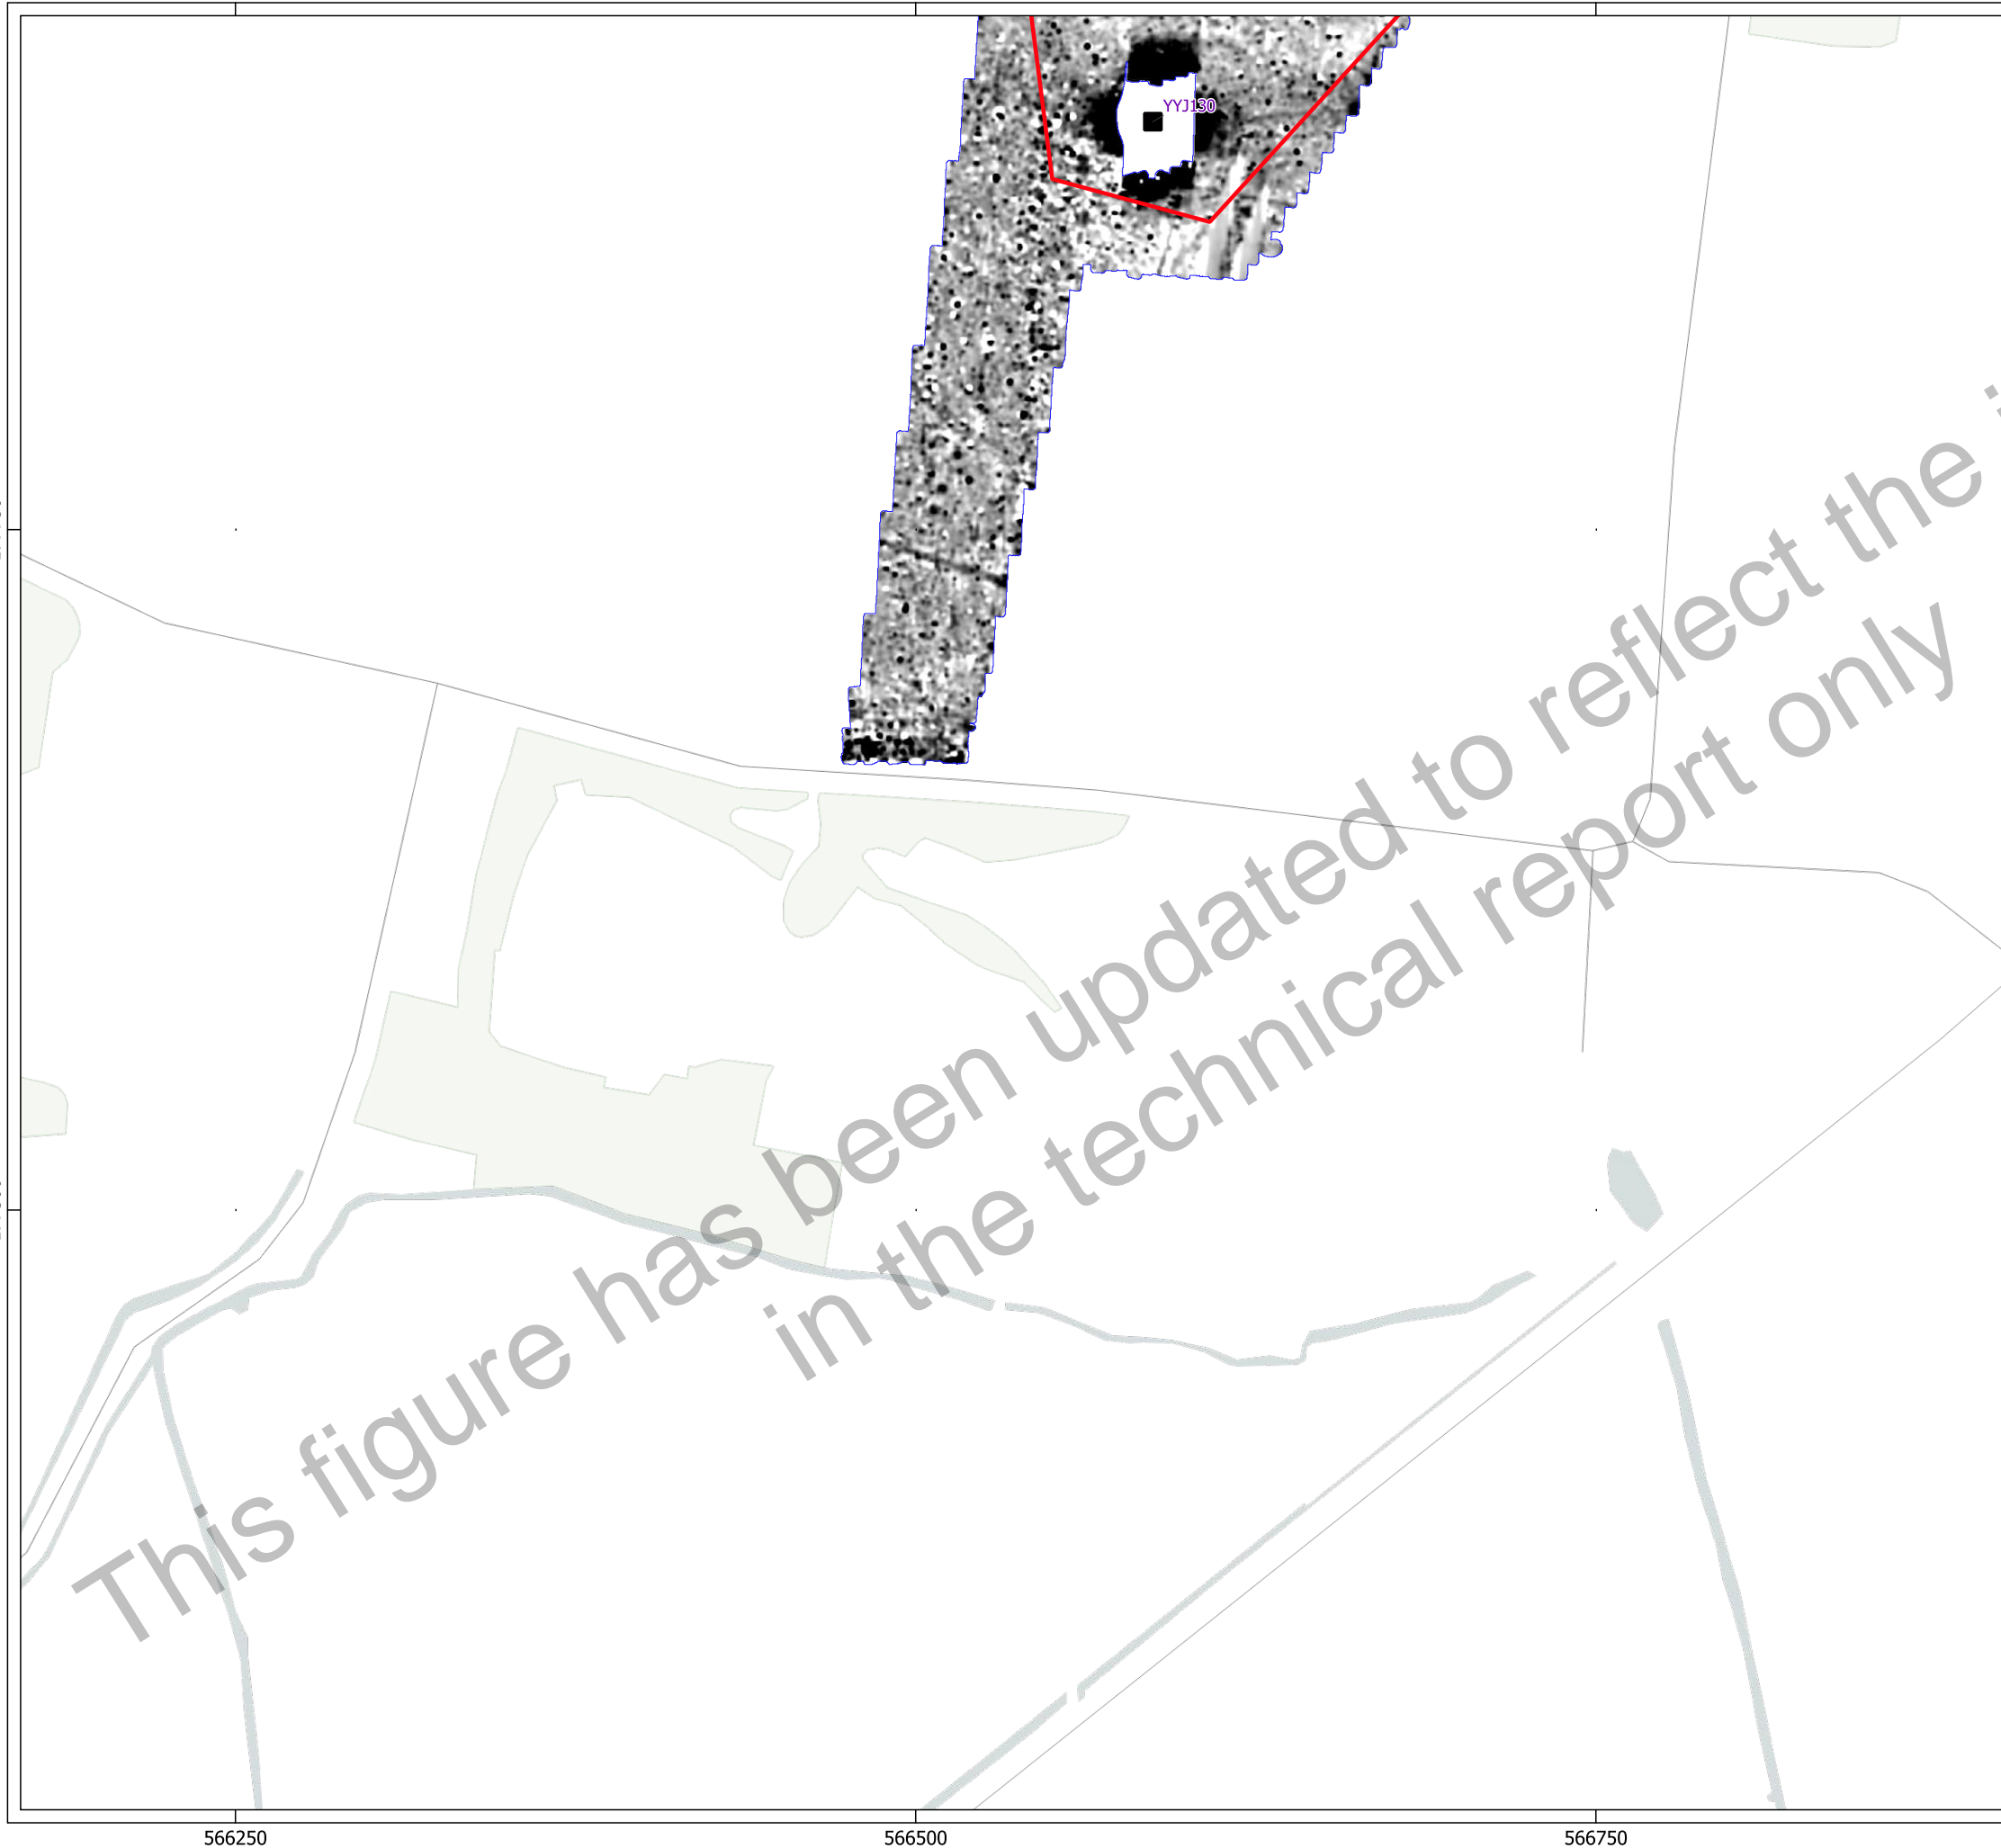 YYJ130
This figure has been updated to reflect the
in the technical report only
566250
566500
566750